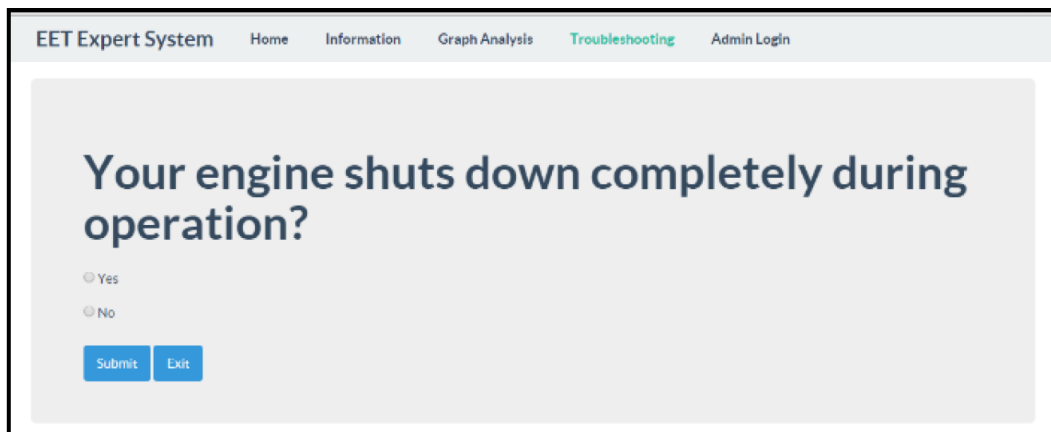 EET Expert System Home Information Graph Analysis Troubleshooting Admin Login
Your engine shuts down completely during
operation?
Yes
No
Submit Exit